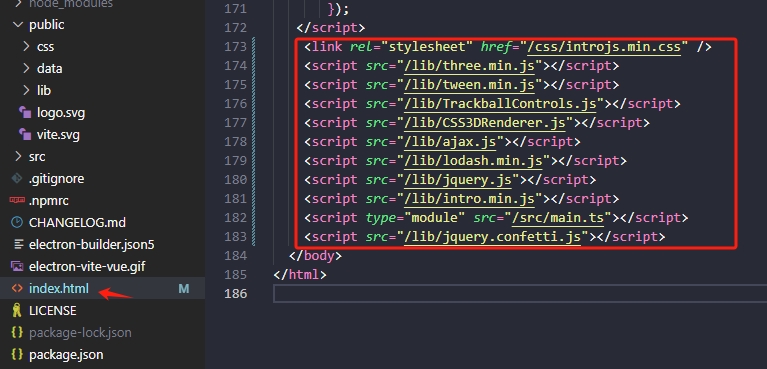 node_modules
public
css
data
lib
logo.svg
vite.svg
src
.gitignore
.npmrc
CHANGELOG.md
electron-builder.json5
electron-vite-vue.gif
index.html M
LICENSE
package-lock.json
package.json
171 });
172 </script>
173 <link rel="stylesheet" href="/css/introjs.min.css" />
174 <script src="/lib/three.min.js"></script>
175 <script src="/lib/tween.min.js"></script>
176 <script src="/lib/TrackballControls.js"></script>
177 <script src="/lib/CSS3DRenderer.js"></script>
178 <script src="/lib/ajax.js"></script>
179 <script src="/lib/lodash.min.js"></script>
180 <script src="/lib/jquery.js"></script>
181 <script src="/lib/intro.min.js"></script>
182 <script type="module" src="/src/main.ts"></script>
183 <script src="/lib/jquery.confetti.js"></script>
184 </body>
185 </html>
186